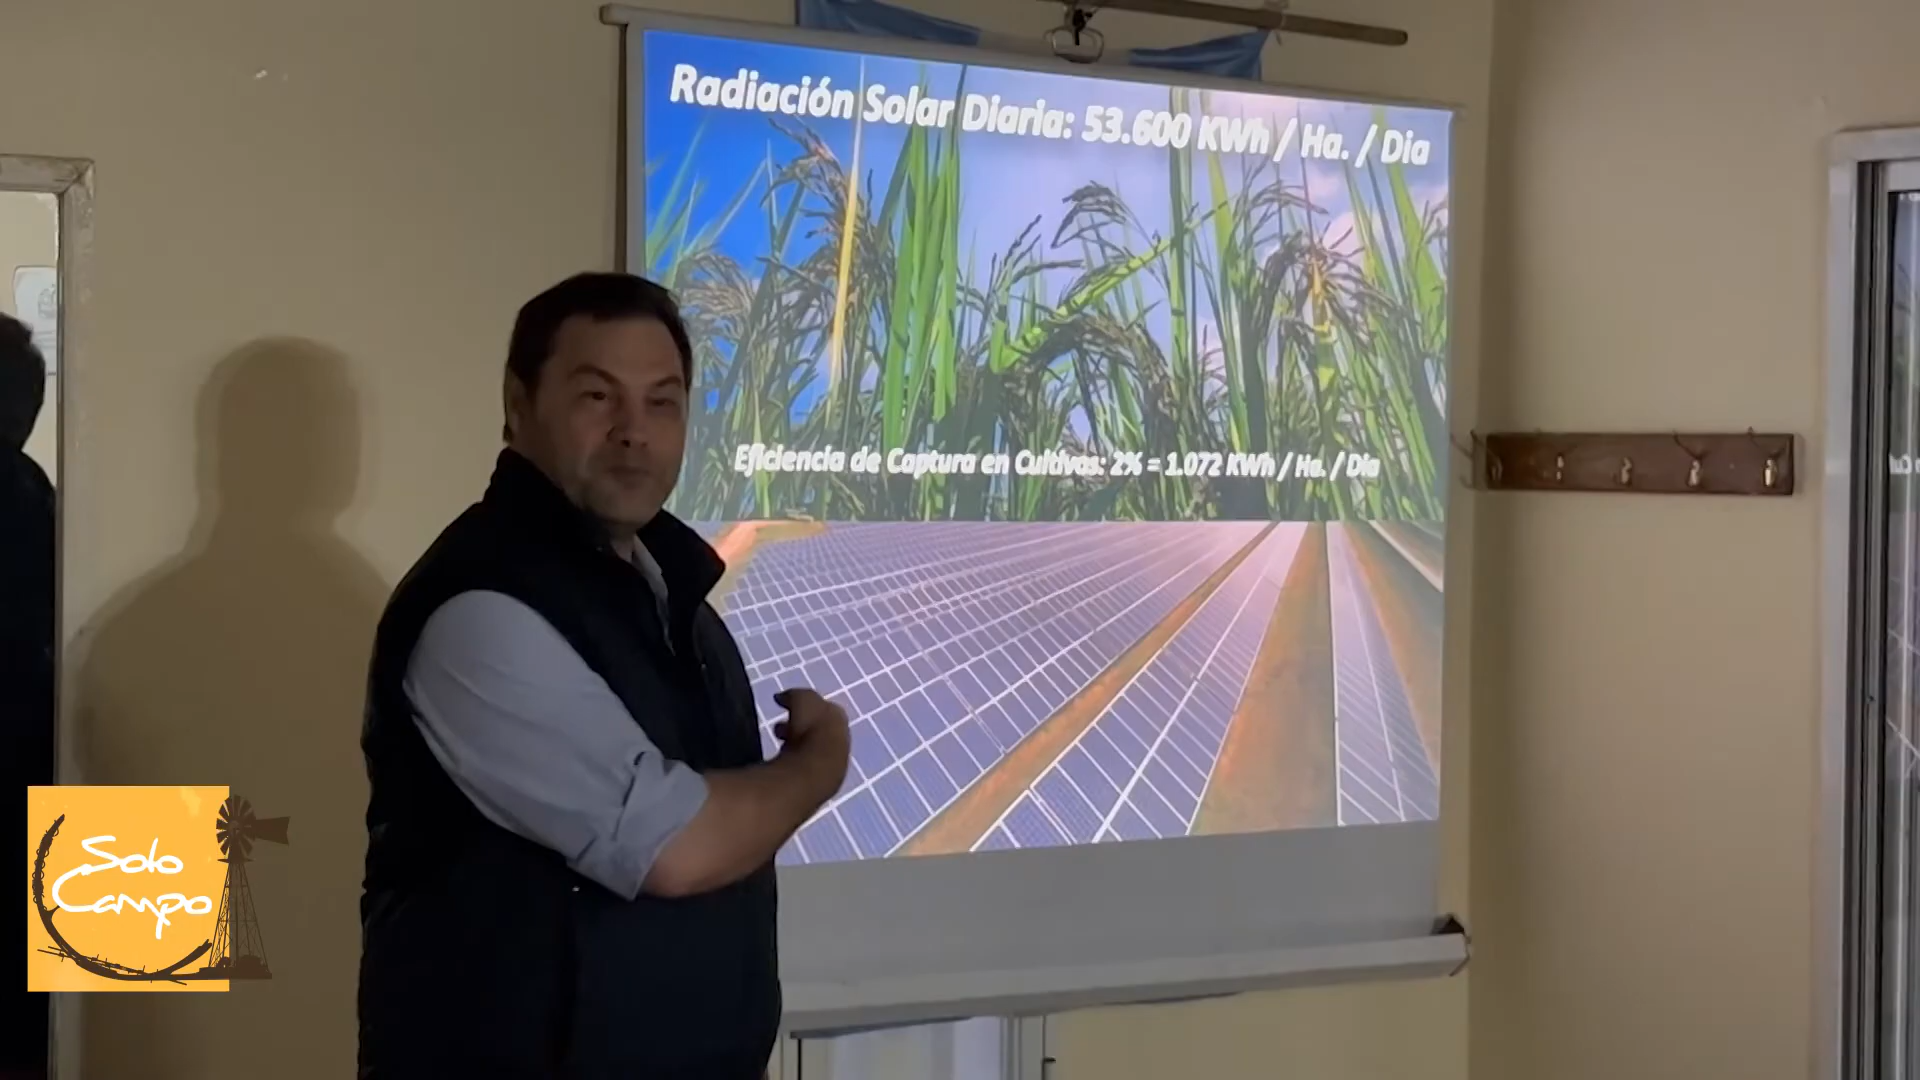 Radiación Solar Diaria: 53.600 KWh / Ha. / Dia
Eficiencia de Captura en Cultivos: 2% = 1.072 KWh / Ha. / Dia
Solo
Campo